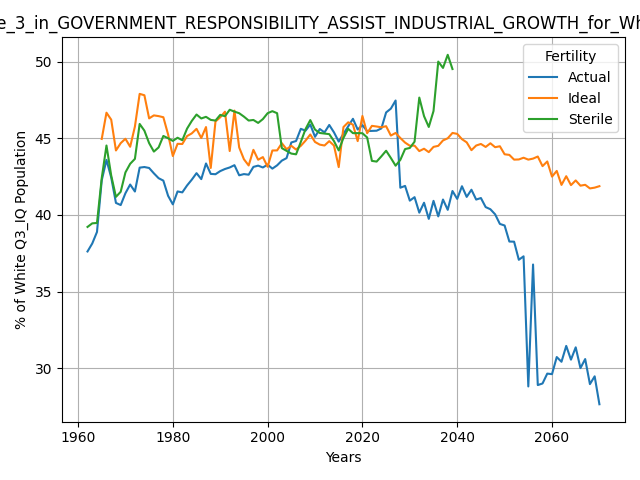 e_3_in_GOVERNMENT_RESPONSIBILITY_ASSIST_INDUSTRIAL_GROWTH_for_Wh
Fertility
Actual
Ideal
Sterile
% of White Q3_IQ Population
50
45
40
35
30
1960 1980 2000 2020 2040 2060
Years